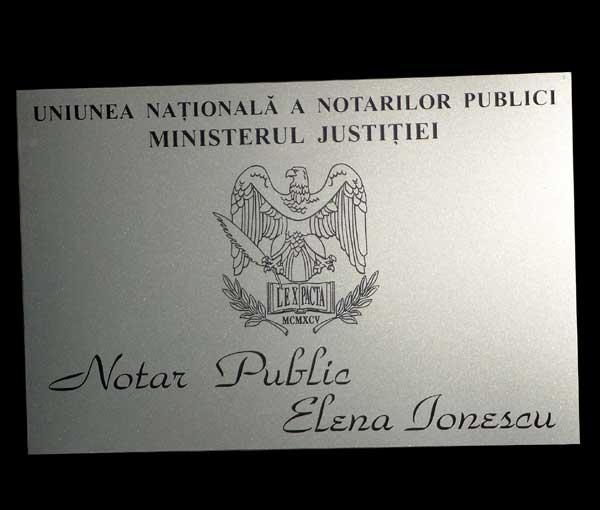 UNIUNEA NAȚIONALĂ A NOTARILOR PUBLICI
MINISTERUL JUSTIȚIEI
LEX PACTA
MCMXCV
Notar Public
Elena Ionescu